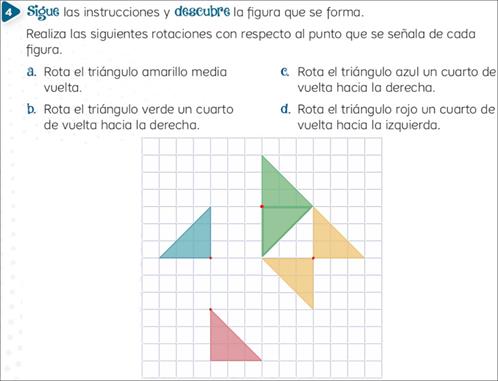 4 Sigue las instrucciones y descubre la figura que se forma.
Realiza las siguientes rotaciones con respecto al punto que se señala de cada
figura.
a. Rota el triángulo amarillo media
vuelta.
b. Rota el triángulo verde un cuarto
de vuelta hacia la derecha.
c. Rota el triángulo azul un cuarto de
vuelta hacia la derecha.
d. Rota el triángulo rojo un cuarto de
vuelta hacia la izquierda.